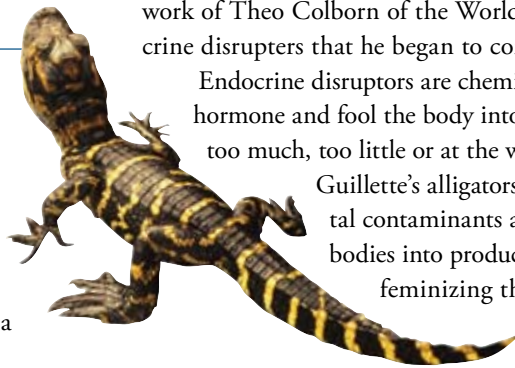 work of Theo Colborn of the World
crine disrupters that he began to co
Endocrine disruptors are chemi
hormone and fool the body into
too much, too little or at the w
Guillette's alligators
tal contaminants a
bodies into produc
feminizing th
a